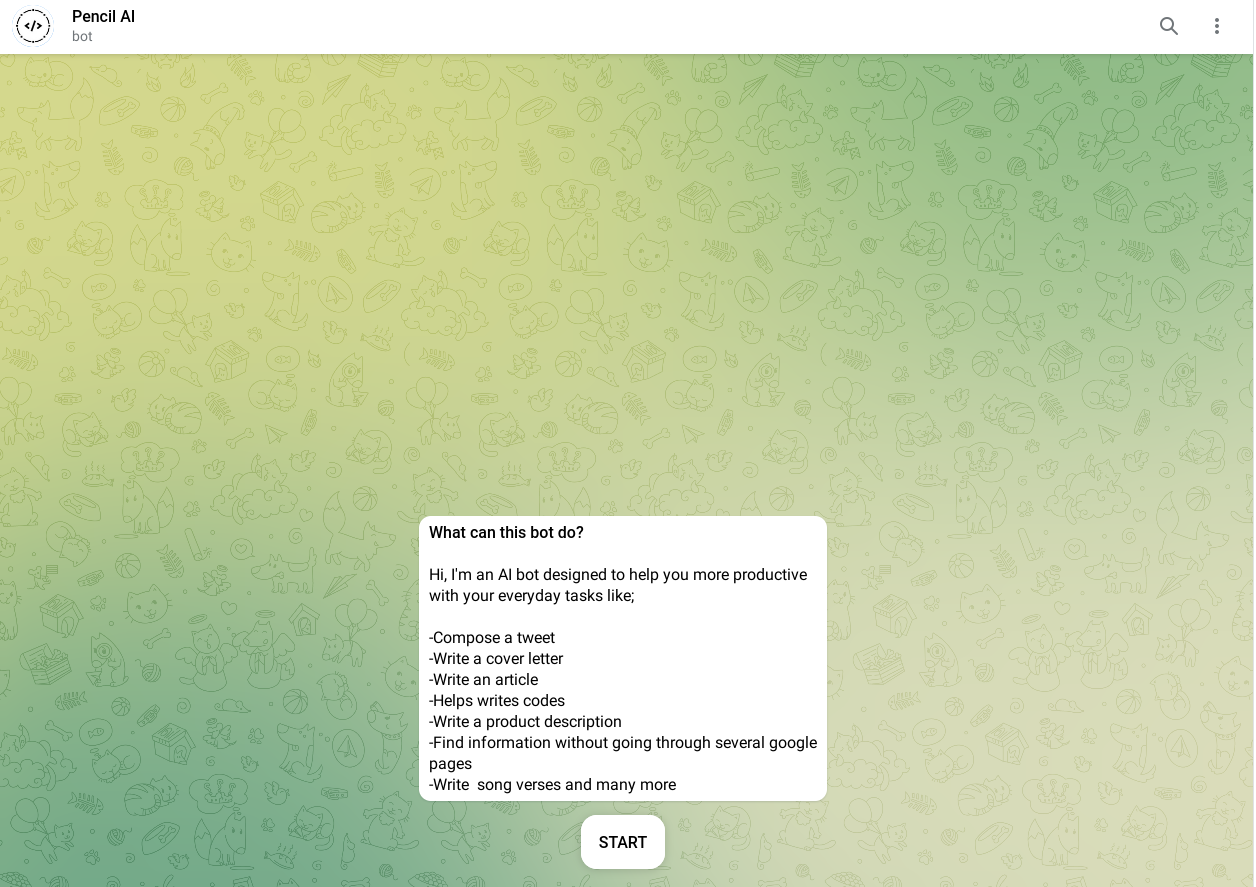 Pencil AI
bot
What can this bot do?
Hi, I'm an AI bot designed to help you more productive
with your everyday tasks like;
-Compose a tweet
-Write a cover letter
-Write an article
-Helps writes codes
-Write a product description
-Find information without going through several google
pages
-Write  song verses and many more
START